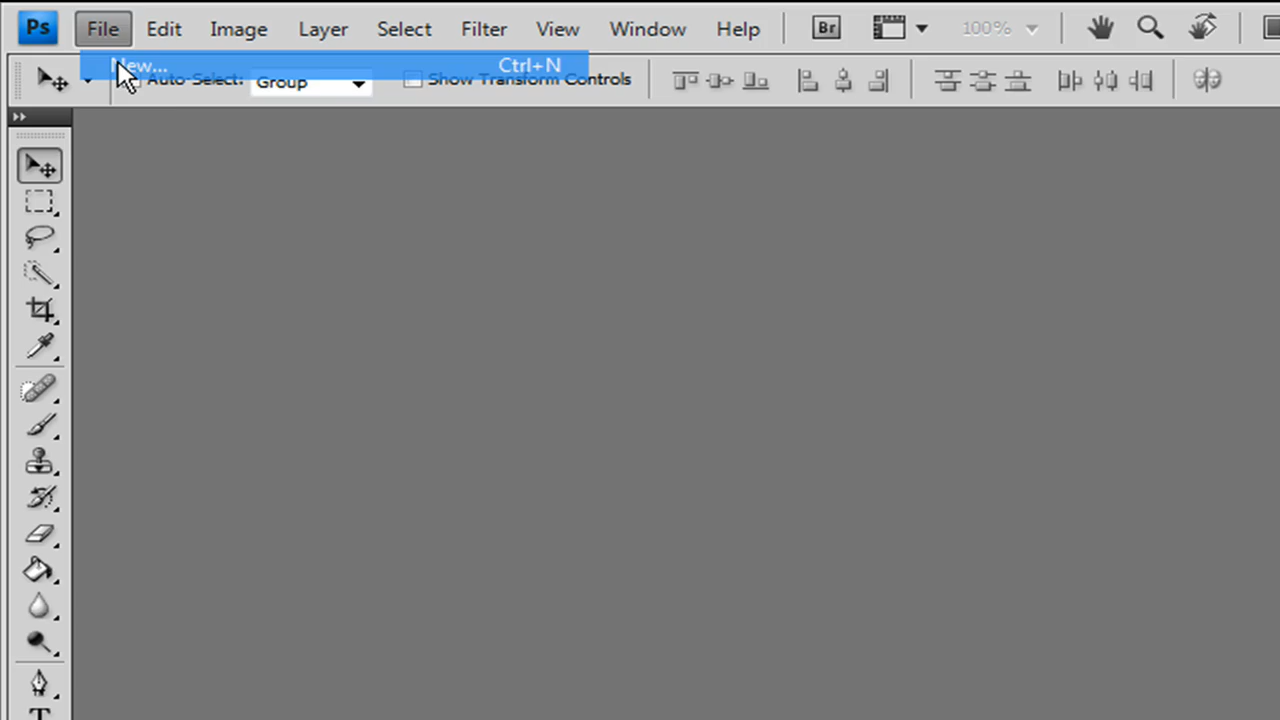 Ps File Edit Image Layer Select Filter View Window Help Br 100%
New... Ctrl+N
Auto-Select: Group Show Transform Controls
T